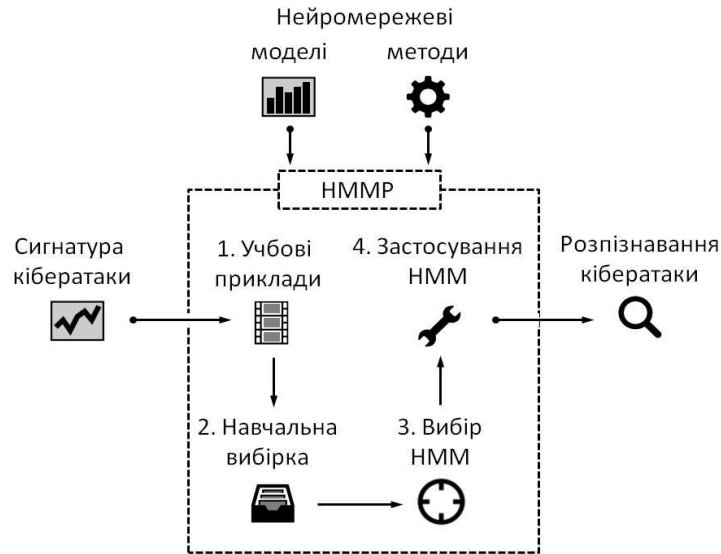 Нейромережеві
моделі методи
НММР
Сигнатура
кібератаки
1. Учбові
приклади
4. Застосування
НММ
Розпізнавання
кібератаки
2. Навчальна
вибірка
3. Вибір
НММ